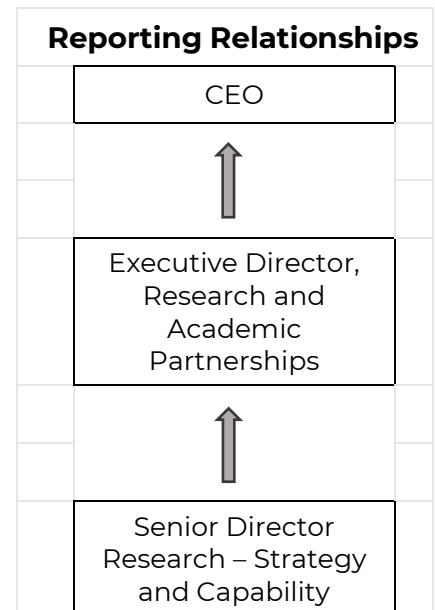 Reporting Relationships
CEO
Executive Director,
Research and
Academic
Partnerships
Senior Director
Research – Strategy
and Capability